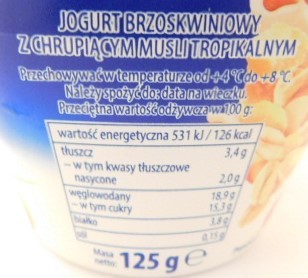 JOGURT BRZOSKWINIOWY
Z CHRUPIĄCYM MUSLI TROPIKALNYM
Przechowywać w temperaturze od +4 °C do +8 °C.
Należy spożyć do: data na wieczku.
Przeciętna wartość odżywcza w 100 g:
wartość energetyczna 531 kJ / 126 kcal
tłuszcz 3,4 g
– w tym kwasy tłuszczowe
nasycone 2,0 g
węglowodany 18,9 g
– w tym cukry 15,3 g
białko 3,8 g
sól 0,15 g
Masa
netto: 125 g ℮